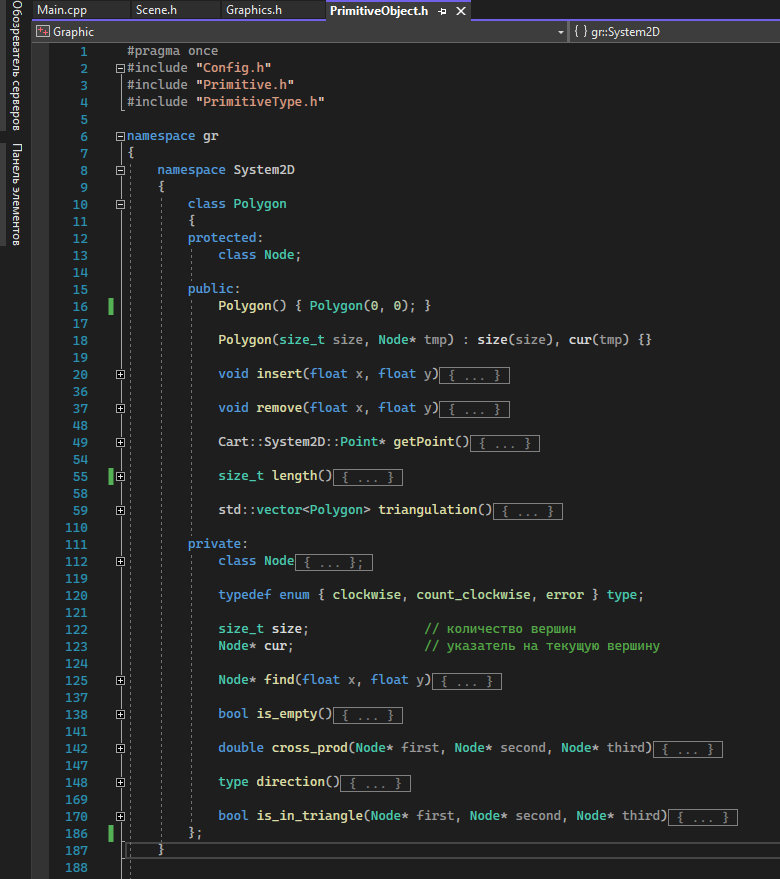 Обозреватель серверов
Панель элементов
Main.cpp Scene.h Graphics.h PrimitiveObject.h
Graphic { } gr::System2D
1 #pragma once
2 #include "Config.h"
3 #include "Primitive.h"
4 #include "PrimitiveType.h"
5
6 namespace gr
7 {
8 namespace System2D
9 {
10 class Polygon
11 {
12 protected:
13 class Node;
14
15 public:
16 Polygon() { Polygon(0, 0); }
17
18 Polygon(size_t size, Node* tmp) : size(size), cur(tmp) {}
19
20 void insert(float x, float y){ ... }
36
37 void remove(float x, float y){ ... }
48
49 Cart::System2D::Point* getPoint(){ ... }
54
55 size_t length(){ ... }
58
59 std::vector<Polygon> triangulation(){ ... }
110
111 private:
112 class Node{ ... };
119
120 typedef enum { clockwise, count_clockwise, error } type;
121
122 size_t size; // количество вершин
123 Node* cur; // указатель на текущую вершину
124
125 Node* find(float x, float y){ ... }
137
138 bool is_empty(){ ... }
141
142 double cross_prod(Node* first, Node* second, Node* third){ ... }
147
148 type direction(){ ... }
169
170 bool is_in_triangle(Node* first, Node* second, Node* third){ ... }
186 };
187 }
188